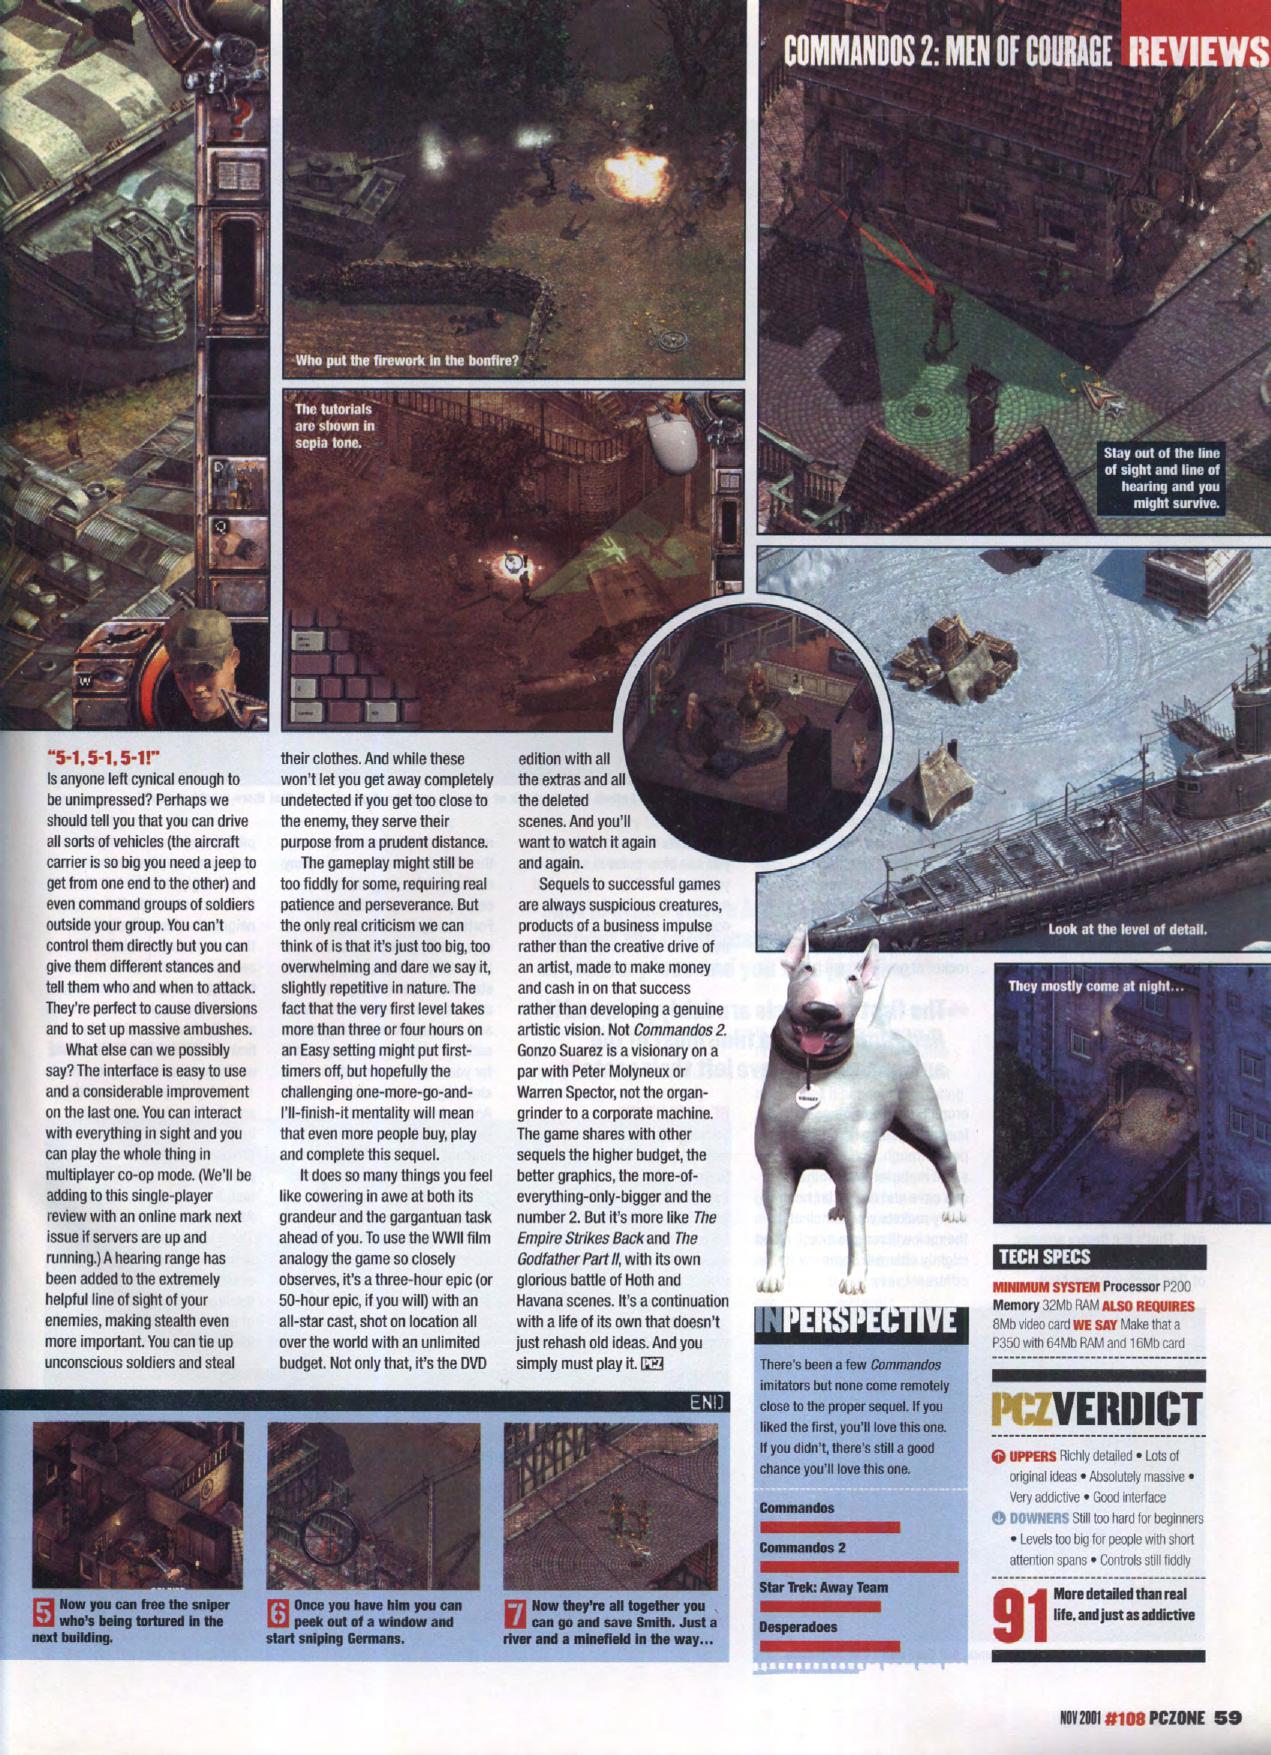 COMMANDOS 2: MEN OF COURAGE REVIEWS
Who put the firework in the bonfire?
The tutorials
are shown in
sepia tone.
Stay out of the line
of sight and line of
hearing and you
might survive.
Look at the level of detail.
They mostly come at night...
"5-1, 5-1, 5-1!"
Is anyone left cynical enough to
be unimpressed? Perhaps we
should tell you that you can drive
all sorts of vehicles (the aircraft
carrier is so big you need a jeep to
get from one end to the other) and
even command groups of soldiers
outside your group. You can't
control them directly but you can
give them different stances and
tell them who and when to attack.
They're perfect to cause diversions
and to set up massive ambushes.
What else can we possibly
say? The interface is easy to use
and a considerable improvement
on the last one. You can interact
with everything in sight and you
can play the whole thing in
multiplayer co-op mode. (We'll be
adding to this single-player
review with an online mark next
issue if servers are up and
running.) A hearing range has
been added to the extremely
helpful line of sight of your
enemies, making stealth even
more important. You can tie up
unconscious soldiers and steal
their clothes. And while these
won't let you get away completely
undetected if you get too close to
the enemy, they serve their
purpose from a prudent distance.
The gameplay might still be
too fiddly for some, requiring real
patience and perseverance. But
the only real criticism we can
think of is that it's just too big, too
overwhelming and dare we say it,
slightly repetitive in nature. The
fact that the very first level takes
more than three or four hours on
an Easy setting might put first-
timers off, but hopefully the
challenging one-more-go-and-
I'll-finish-it mentality will mean
that even more people buy, play
and complete this sequel.
It does so many things you feel
like cowering in awe at both its
grandeur and the gargantuan task
ahead of you. To use the WWII film
analogy the game so closely
observes, it's a three-hour epic (or
50-hour epic, if you will) with an
all-star cast, shot on location all
over the world with an unlimited
budget. Not only that, it's the DVD
edition with all
the extras and all
the deleted
scenes. And you'll
want to watch it again
and again.
Sequels to successful games
are always suspicious creatures,
products of a business impulse
rather than the creative drive of
an artist, made to make money
and cash in on that success
rather than developing a genuine
artistic vision. Not Commandos 2.
Gonzo Suarez is a visionary on a
par with Peter Molyneux or
Warren Spector, not the organ-
grinder to a corporate machine.
The game shares with other
sequels the higher budget, the
better graphics, the more-of-
everything-only-bigger and the
number 2. But it's more like The
Empire Strikes Back and The
Godfather Part II, with its own
glorious battle of Hoth and
Havana scenes. It's a continuation
with a life of its own that doesn't
just rehash old ideas. And you
simply must play it. PCZ
END
5 Now you can free the sniper
who's being tortured in the
next building.
6 Once you have him you can
peek out of a window and
start sniping Germans.
7 Now they're all together you
can go and save Smith. Just a
river and a minefield in the way...
INPERSPECTIVE
There's been a few Commandos
imitators but none come remotely
close to the proper sequel. If you
liked the first, you'll love this one.
If you didn't, there's still a good
chance you'll love this one.
Commandos
Commandos 2
Star Trek: Away Team
Desperadoes
TECH SPECS
MINIMUM SYSTEM Processor P200
Memory 32Mb RAM ALSO REQUIRES
8Mb video card WE SAY Make that a
P350 with 64Mb RAM and 16Mb card
PCZVERDICT
UPPERS Richly detailed • Lots of
original ideas • Absolutely massive •
Very addictive • Good interface
DOWNERS Still too hard for beginners
• Levels too big for people with short
attention spans • Controls still fiddly
91 More detailed than real
life, and just as addictive
NOV 2001 #108 PCZONE 59